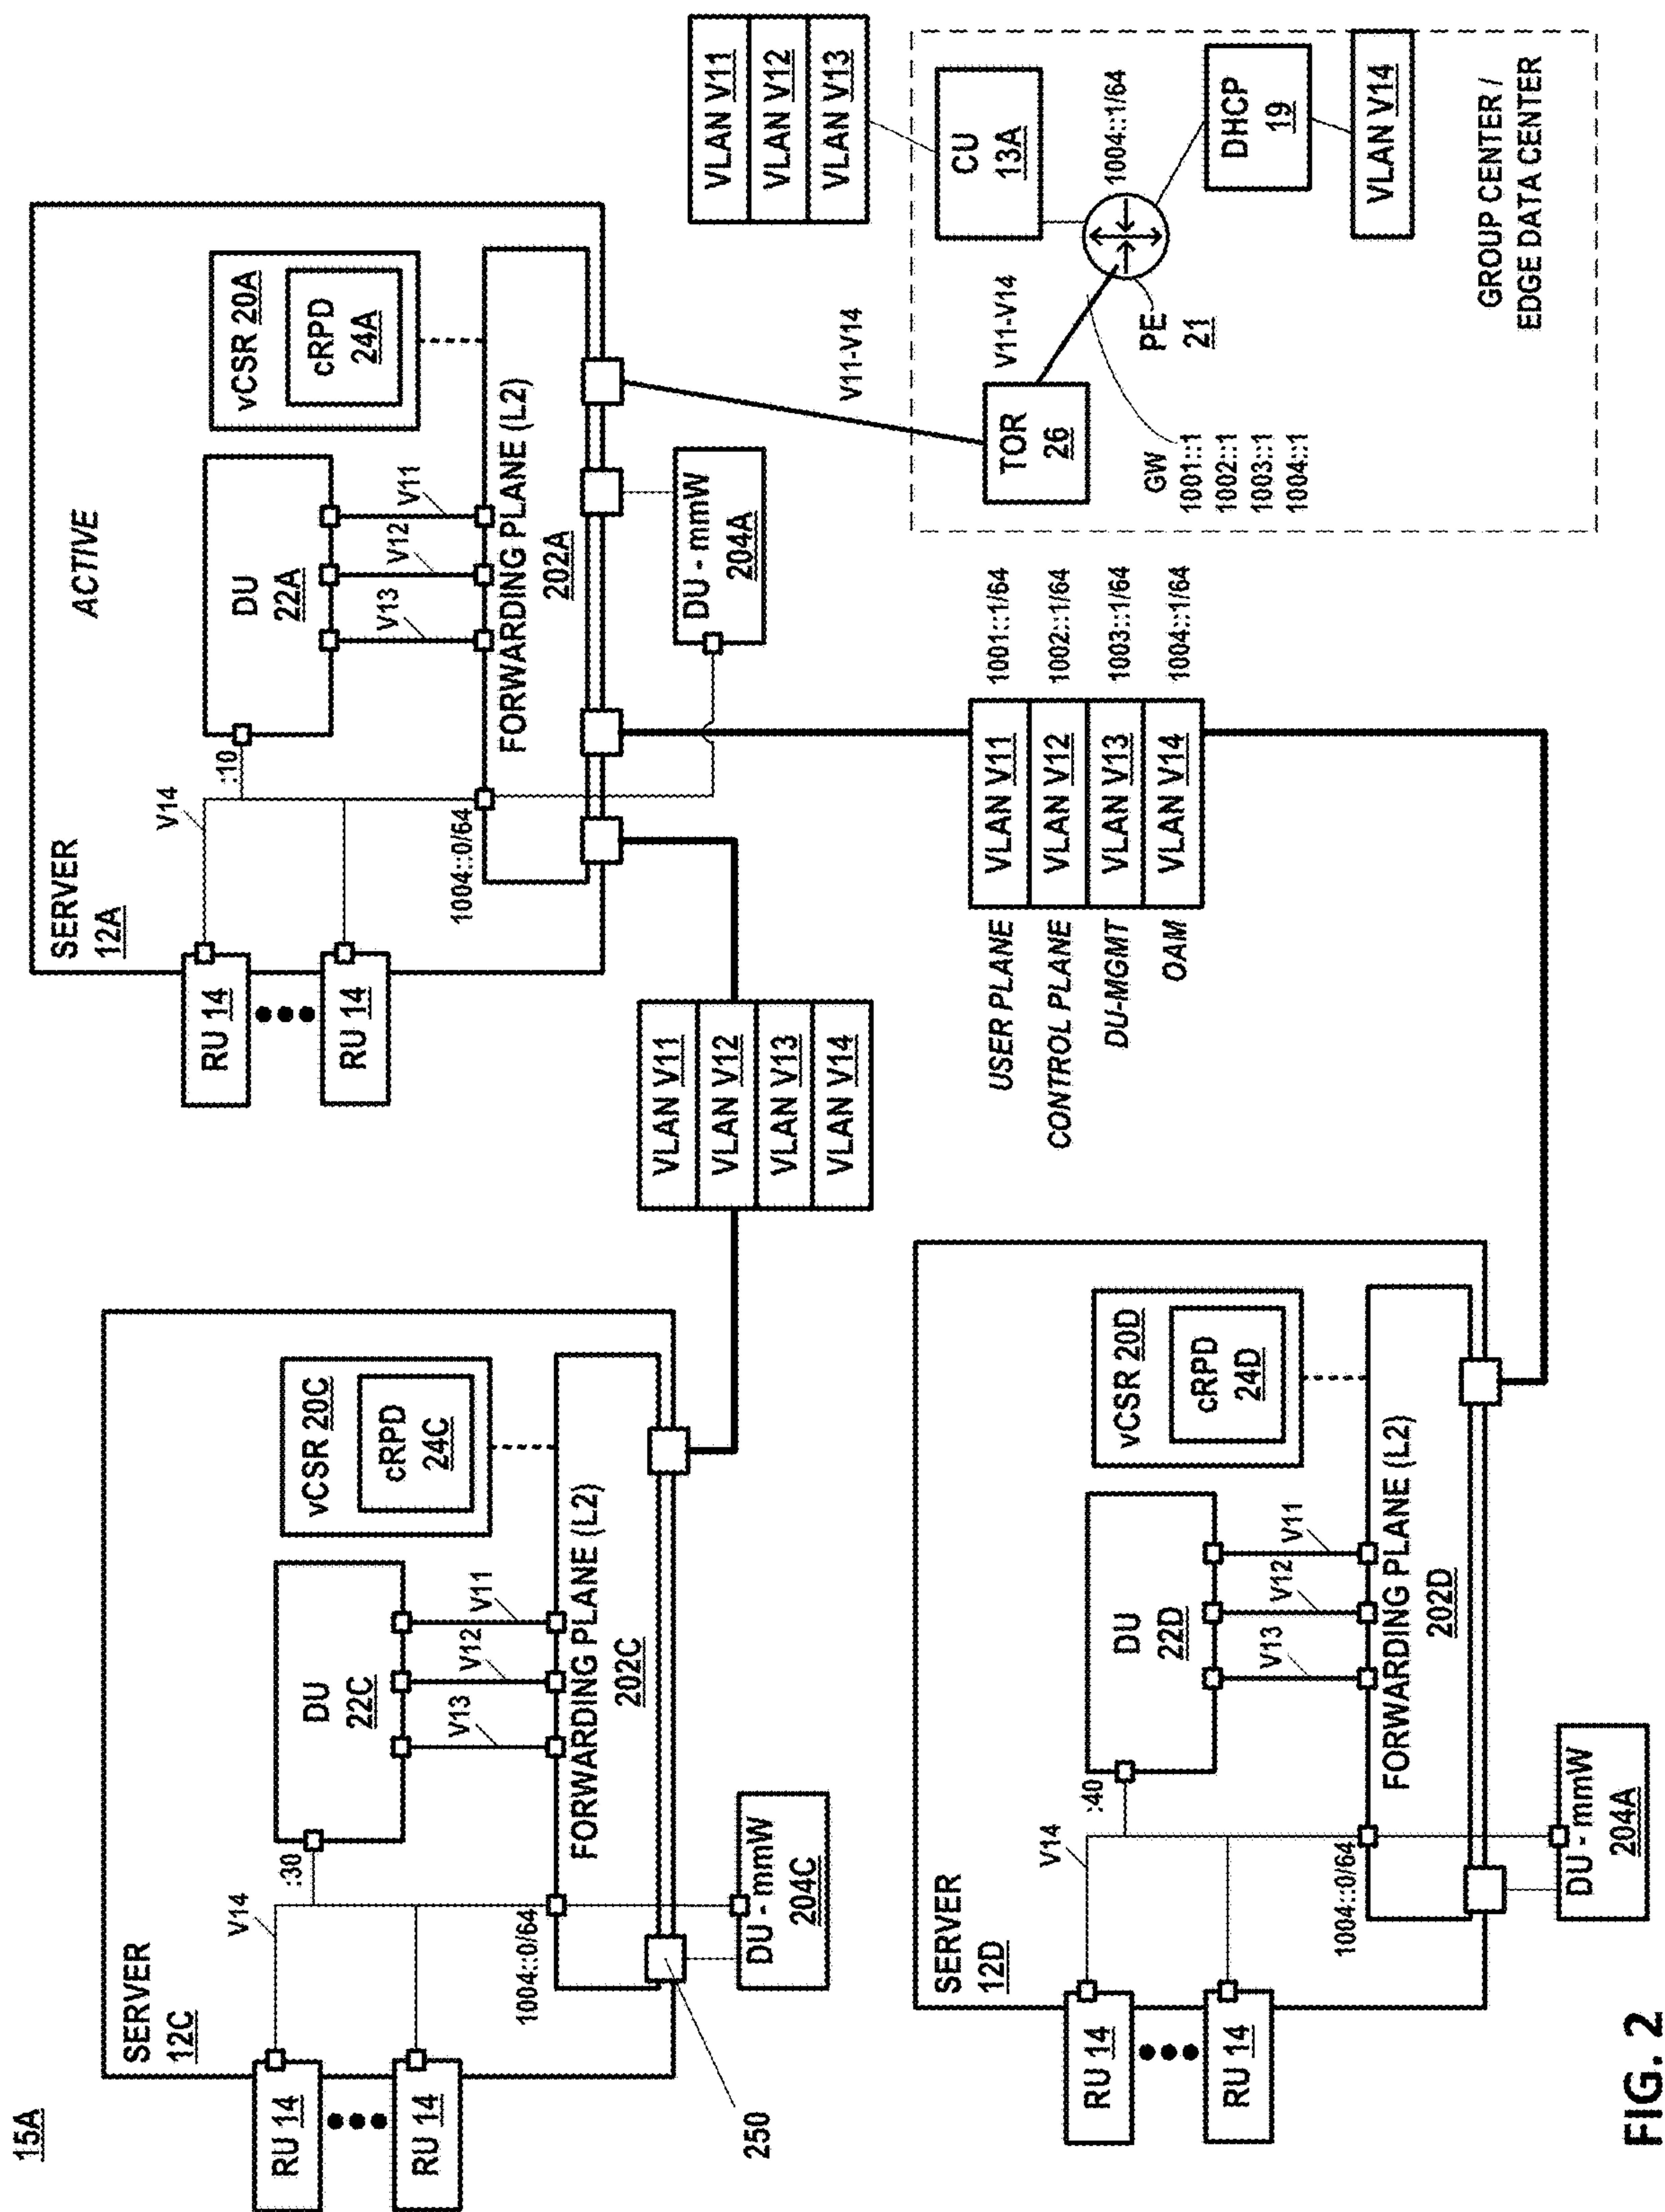 15A
SERVER
12C
RU 14
RU 14
V14
:30
DU
22C
V13
V12
V11
vCSR 20C
cRPD
24C
1004::0/64
FORWARDING PLANE (L2)
202C
250
DU - mmW
204C
VLAN V11
VLAN V12
VLAN V13
VLAN V14
ACTIVE
SERVER
12A
RU 14
RU 14
V14
::10
DU
22A
V13
V12
V11
vCSR 20A
cRPD
24A
1004::0/64
FORWARDING PLANE (L2)
202A
DU - mmW
204A
V11-V14
SERVER
12D
RU 14
RU 14
V14
:40
DU
22D
V13
V12
V11
vCSR 20D
cRPD
24D
1004::0/64
FORWARDING PLANE (L2)
202D
DU - mmW
204A
USER PLANE
VLAN V11
1001::1/64
CONTROL PLANE
VLAN V12
1002::1/64
DU-MGMT
VLAN V13
1003::1/64
OAM
VLAN V14
1004::1/64
VLAN V11
VLAN V12
VLAN V13
CU
13A
TOR
26
V11-V14
1004::1/64
PE
21
GW
1001::1
1002::1
1003::1
1004::1
DHCP
19
VLAN V14
GROUP CENTER /
EDGE DATA CENTER
FIG. 2